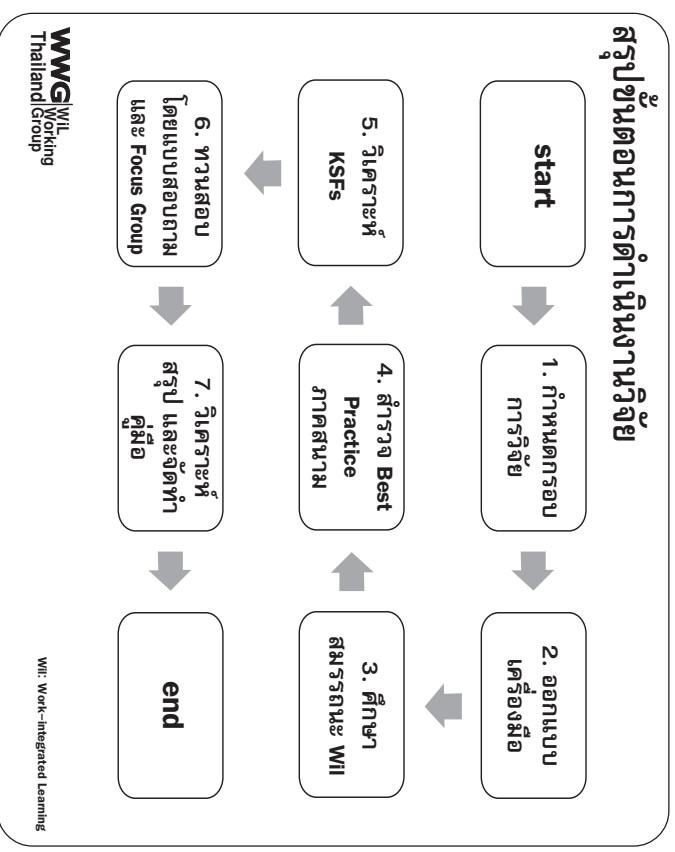 สรุปขั้นตอนการดำเนินงานวิจัย
start
1. กำหนดกรอบ
การวิจัย
2. ออกแบบ
เครื่องมือ
3. ศึกษา
สมรรถนะ Wil
4. สำรวจ Best
Practice
ภาคสนาม
5. วิเคราะห์
KSFs
6. ทวนสอบ
โดยแบบสอบถาม
และ Focus Group
7. วิเคราะห์
สรุป และจัดทำ
คู่มือ
end
WWG WiL
Working
Thailand Group
Wil: Work-integrated Learning